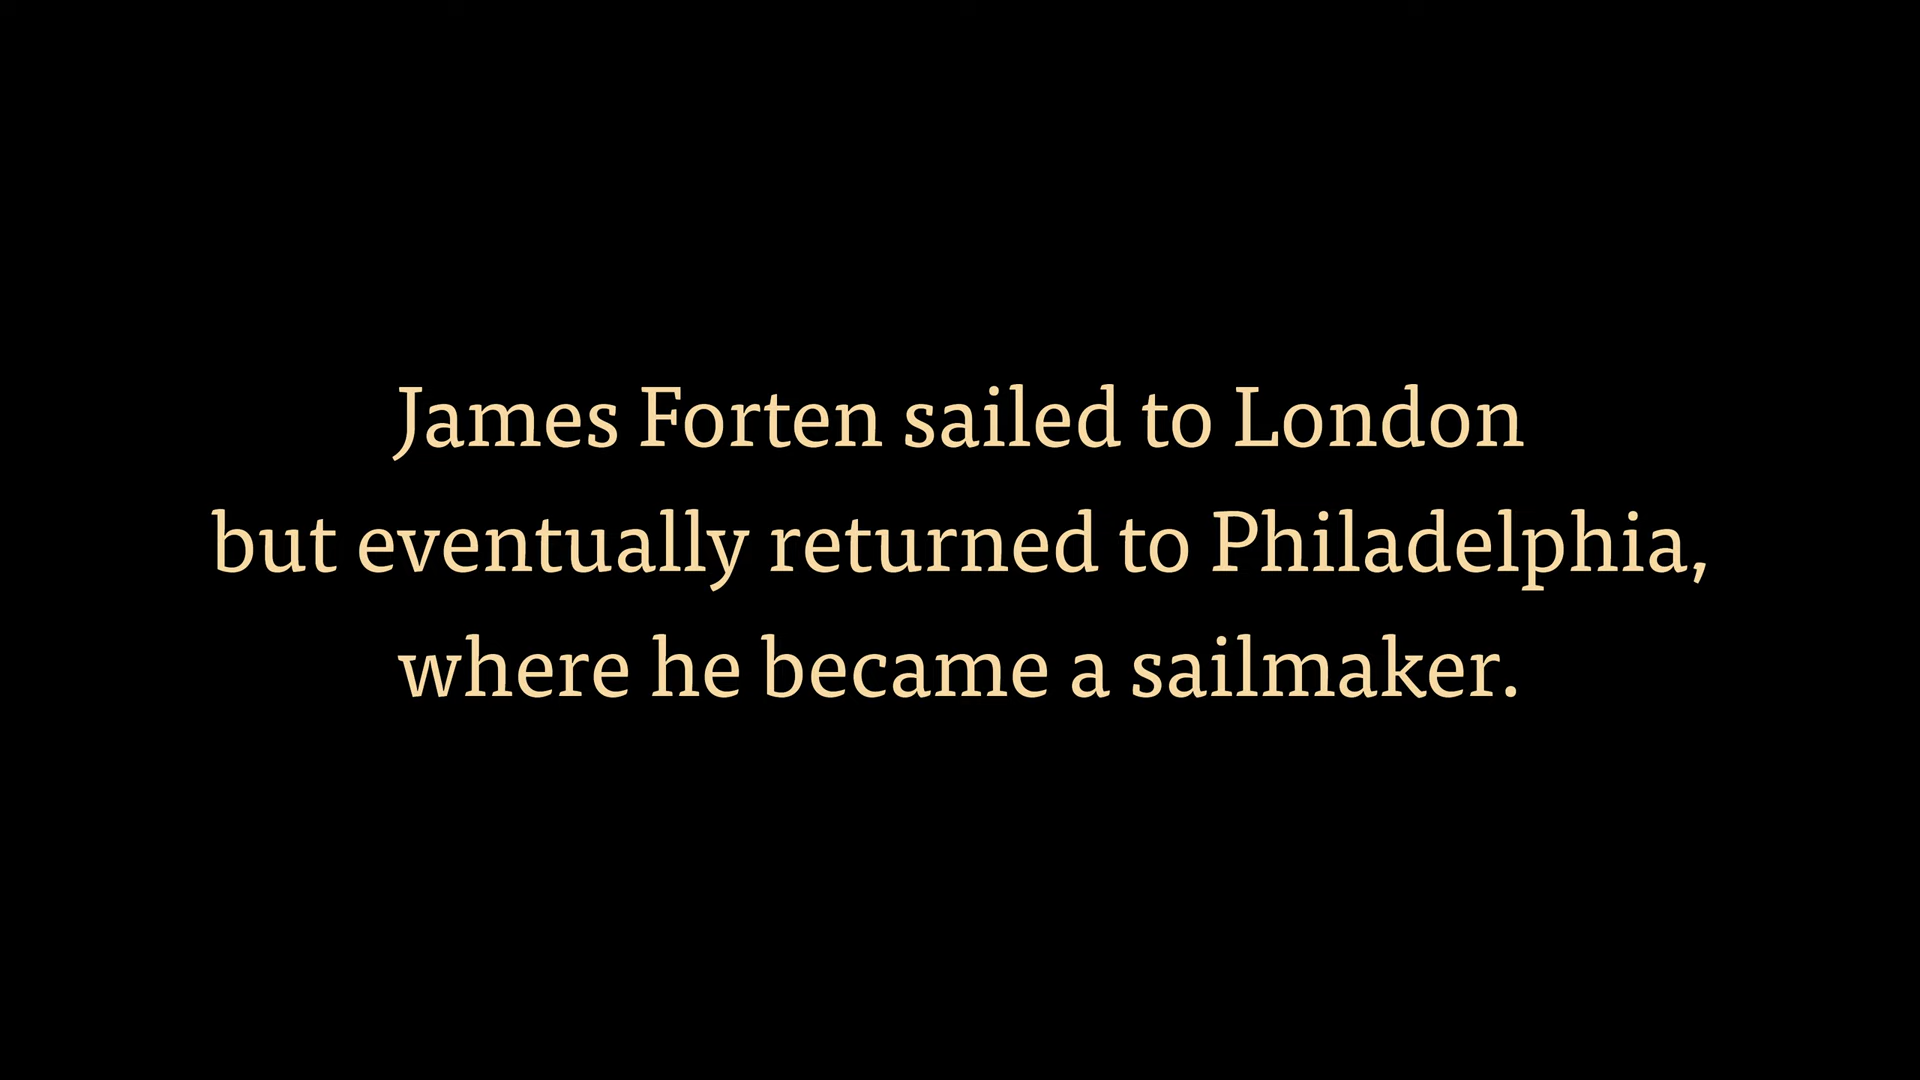 James Forten sailed to London
but eventually returned to Philadelphia,
where he became a sailmaker.